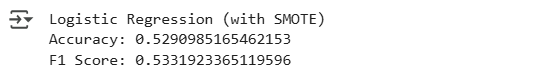 Logistic Regression (with SMOTE)
Accuracy: 0.5290985165462153
F1 Score: 0.5331923365119596